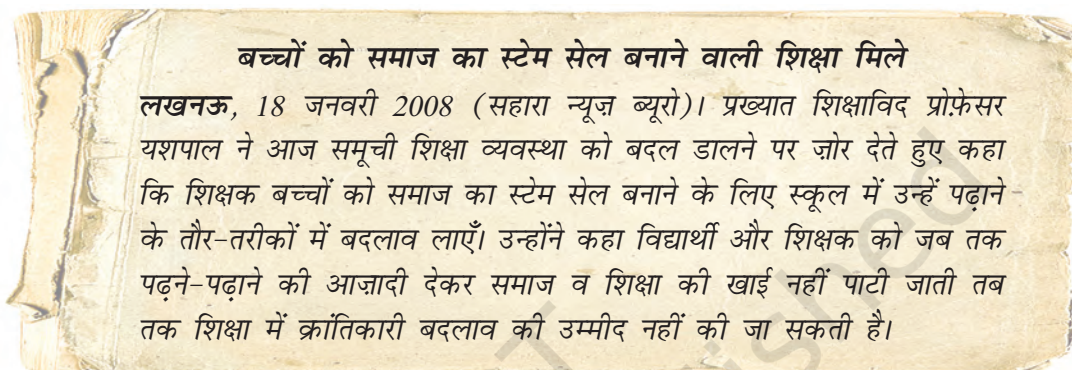 बच्चों को समाज का स्टेम सेल बनाने वाली शिक्षा मिले
लखनऊ, 18 जनवरी 2008 (सहारा न्यूज़ ब्यूरो)। प्रख्यात शिक्षाविद प्रोफ़ेसर
यशपाल ने आज समूची शिक्षा व्यवस्था को बदल डालने पर ज़ोर देते हुए कहा
कि शिक्षक बच्चों को समाज का स्टेम सेल बनाने के लिए स्कूल में उन्हें पढ़ाने
के तौर-तरीकों में बदलाव लाएँ। उन्होंने कहा विद्यार्थी और शिक्षक को जब तक
पढ़ने-पढ़ाने की आज़ादी देकर समाज व शिक्षा की खाई नहीं पाटी जाती तब
तक शिक्षा में क्रांतिकारी बदलाव की उम्मीद नहीं की जा सकती है।